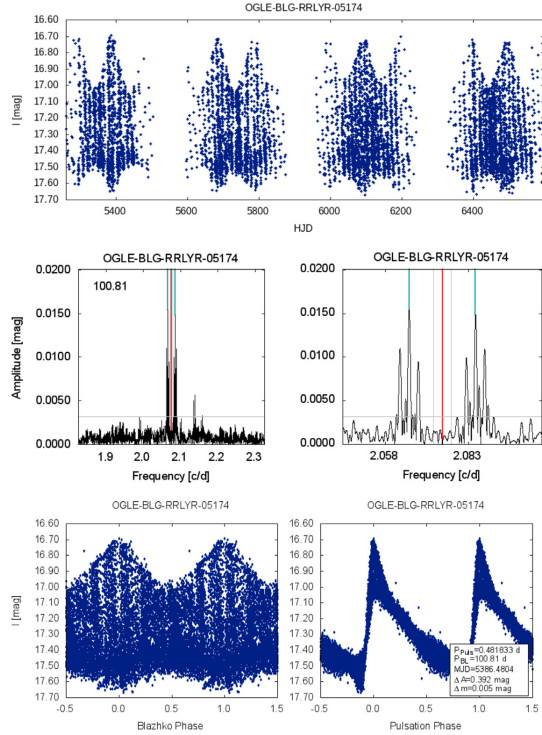 OGLE-BLG-RRLYR-05174
16.60
16.70
16.80
16.90
17.00
17.10
17.20
17.30
17.40
17.50
17.60
17.70
I [mag]
5400 5600 5800 6000 6200 6400
HJD
OGLE-BLG-RRLYR-05174 OGLE-BLG-RRLYR-05174
100.81
0.0200 0.0200
0.0150 0.0150
0.0100 0.0100
0.0050 0.0050
0.0000 0.0000
Amplitude [mag]
1.9 2.0 2.1 2.2 2.3 2.058 2.083
Frequency [c/d] Frequency [c/d]
OGLE-BLG-RRLYR-05174 OGLE-BLG-RRLYR-05174
16.60 16.60
16.70 16.70
16.80 16.80
16.90 16.90
17.00 17.00
17.10 17.10
17.20 17.20
17.30 17.30
17.40 17.40
17.50 17.50
17.60 17.60
17.70 17.70
I [mag]
PPuls=0.481833 d
PBL=100.81 d
MJD=5386.4804
Δ A=0.392 mag
Δ m=0.005 mag
-0.5 0.0 0.5 1.0 1.5 -0.5 0.0 0.5 1.0 1.5
Blazhko Phase Pulsation Phase